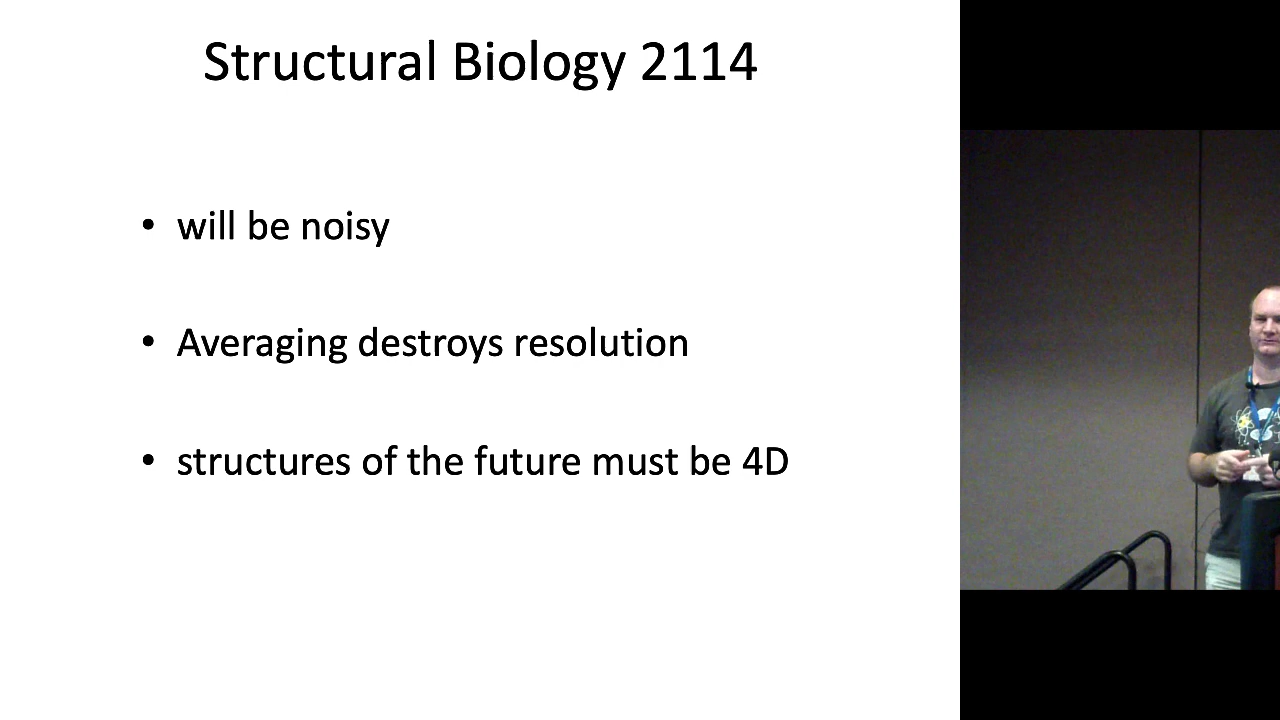 Structural Biology 2114
• will be noisy
• Averaging destroys resolution
• structures of the future must be 4D